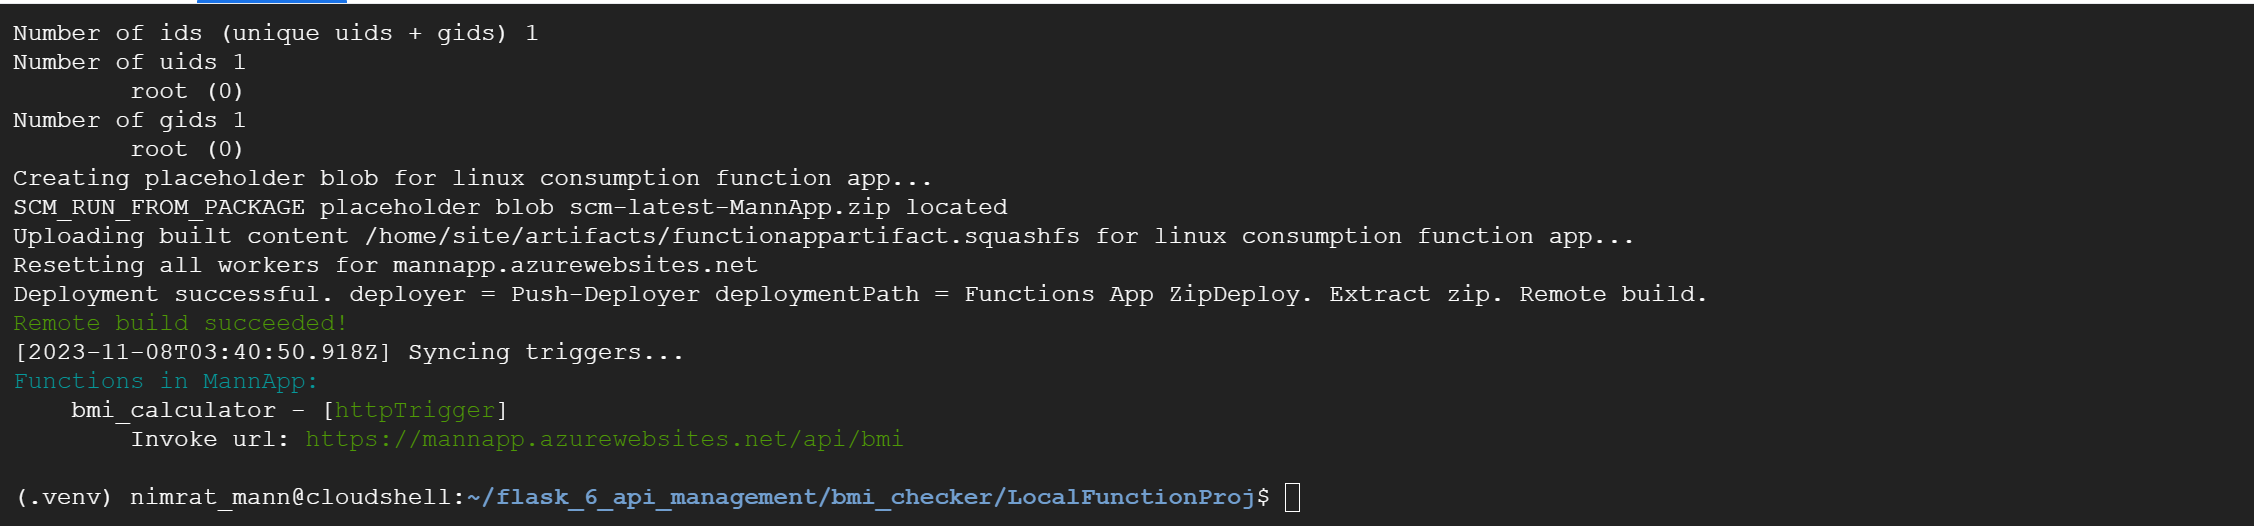 Number of ids (unique uids + gids) 1
Number of uids 1
root (0)
Number of gids 1
root (0)
Creating placeholder blob for linux consumption function app...
SCM_RUN_FROM_PACKAGE placeholder blob scm-latest-MannApp.zip located
Uploading built content /home/site/artifacts/functionappartifact.squashfs for linux consumption function app...
Resetting all workers for mannapp.azurewebsites.net
Deployment successful. deployer = Push-Deployer deploymentPath = Functions App ZipDeploy. Extract zip. Remote build.
Remote build succeeded!
[2023-11-08T03:40:50.918Z] Syncing triggers...
Functions in MannApp:
bmi_calculator - [httpTrigger]
Invoke url: https://mannapp.azurewebsites.net/api/bmi
(.venv) nimrat_mann@cloudshell:~/flask_6_api_management/bmi_checker/LocalFunctionProj$